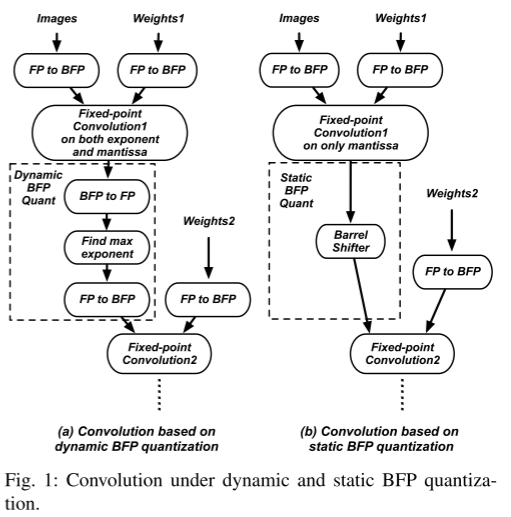 Images Weights1
FP to BFP FP to BFP
Fixed-point
Convolution1
on both exponent
and mantissa
Dynamic
BFP
Quant
BFP to FP
Weights2
Find max
exponent
FP to BFP FP to BFP
Fixed-point
Convolution2
(a) Convolution based on
dynamic BFP quantization
Images Weights1
FP to BFP FP to BFP
Fixed-point
Convolution1
on only mantissa
Static
BFP
Quant
Weights2
Barrel
Shifter
FP to BFP
Fixed-point
Convolution2
(b) Convolution based on
static BFP quantization
Fig. 1: Convolution under dynamic and static BFP quantiza-
tion.